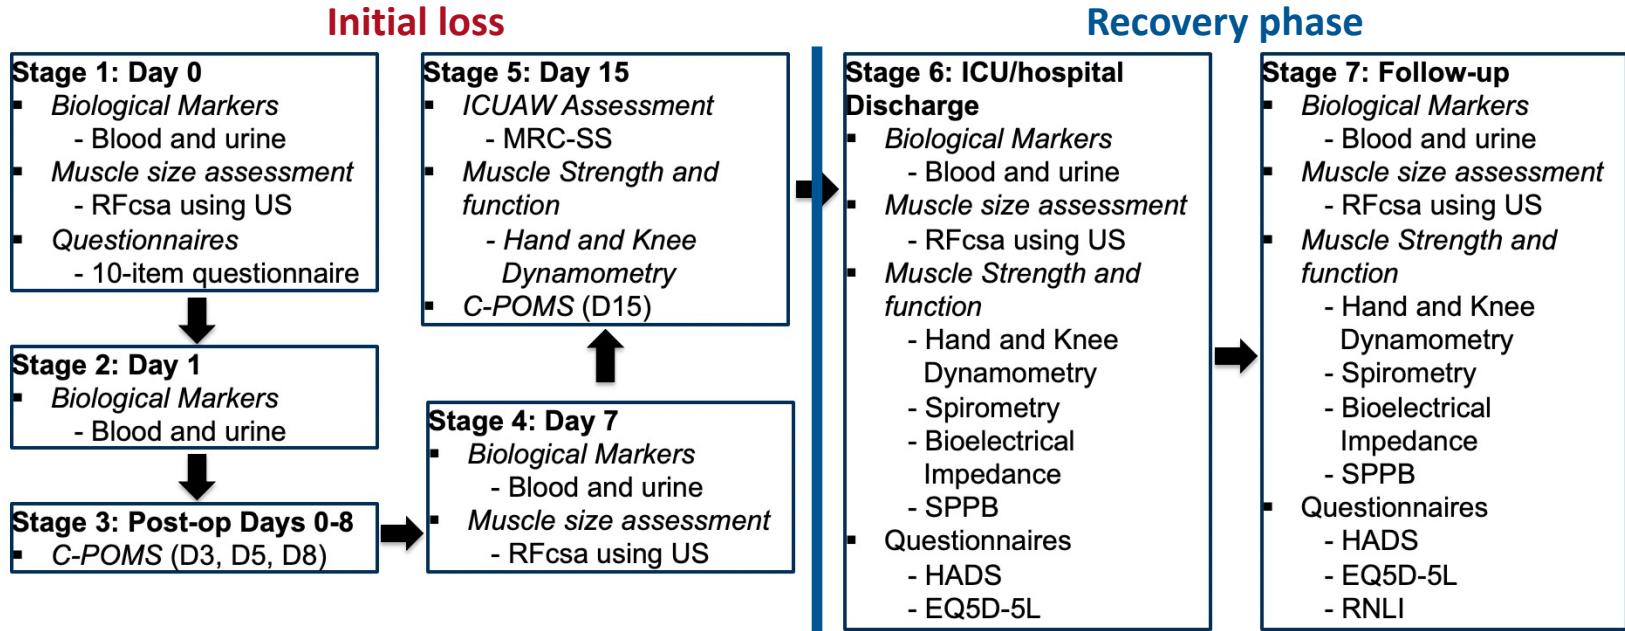 Initial loss
Recovery phase
Stage 1: Day 0
▪ Biological Markers
- Blood and urine
▪ Muscle size assessment
- RFcsa using US
▪ Questionnaires
- 10-item questionnaire
Stage 2: Day 1
▪ Biological Markers
- Blood and urine
Stage 3: Post-op Days 0-8
▪ C-POMS (D3, D5, D8)
Stage 4: Day 7
▪ Biological Markers
- Blood and urine
▪ Muscle size assessment
- RFcsa using US
Stage 5: Day 15
▪ ICUAW Assessment
- MRC-SS
▪ Muscle Strength and
function
- Hand and Knee
Dynamometry
▪ C-POMS (D15)
Stage 6: ICU/hospital
Discharge
▪ Biological Markers
- Blood and urine
▪ Muscle size assessment
- RFcsa using US
▪ Muscle Strength and
function
- Hand and Knee
Dynamometry
- Spirometry
- Bioelectrical
Impedance
- SPPB
▪ Questionnaires
- HADS
- EQ5D-5L
Stage 7: Follow-up
▪ Biological Markers
- Blood and urine
▪ Muscle size assessment
- RFcsa using US
▪ Muscle Strength and
function
- Hand and Knee
Dynamometry
- Spirometry
- Bioelectrical
Impedance
- SPPB
▪ Questionnaires
- HADS
- EQ5D-5L
- RNLI